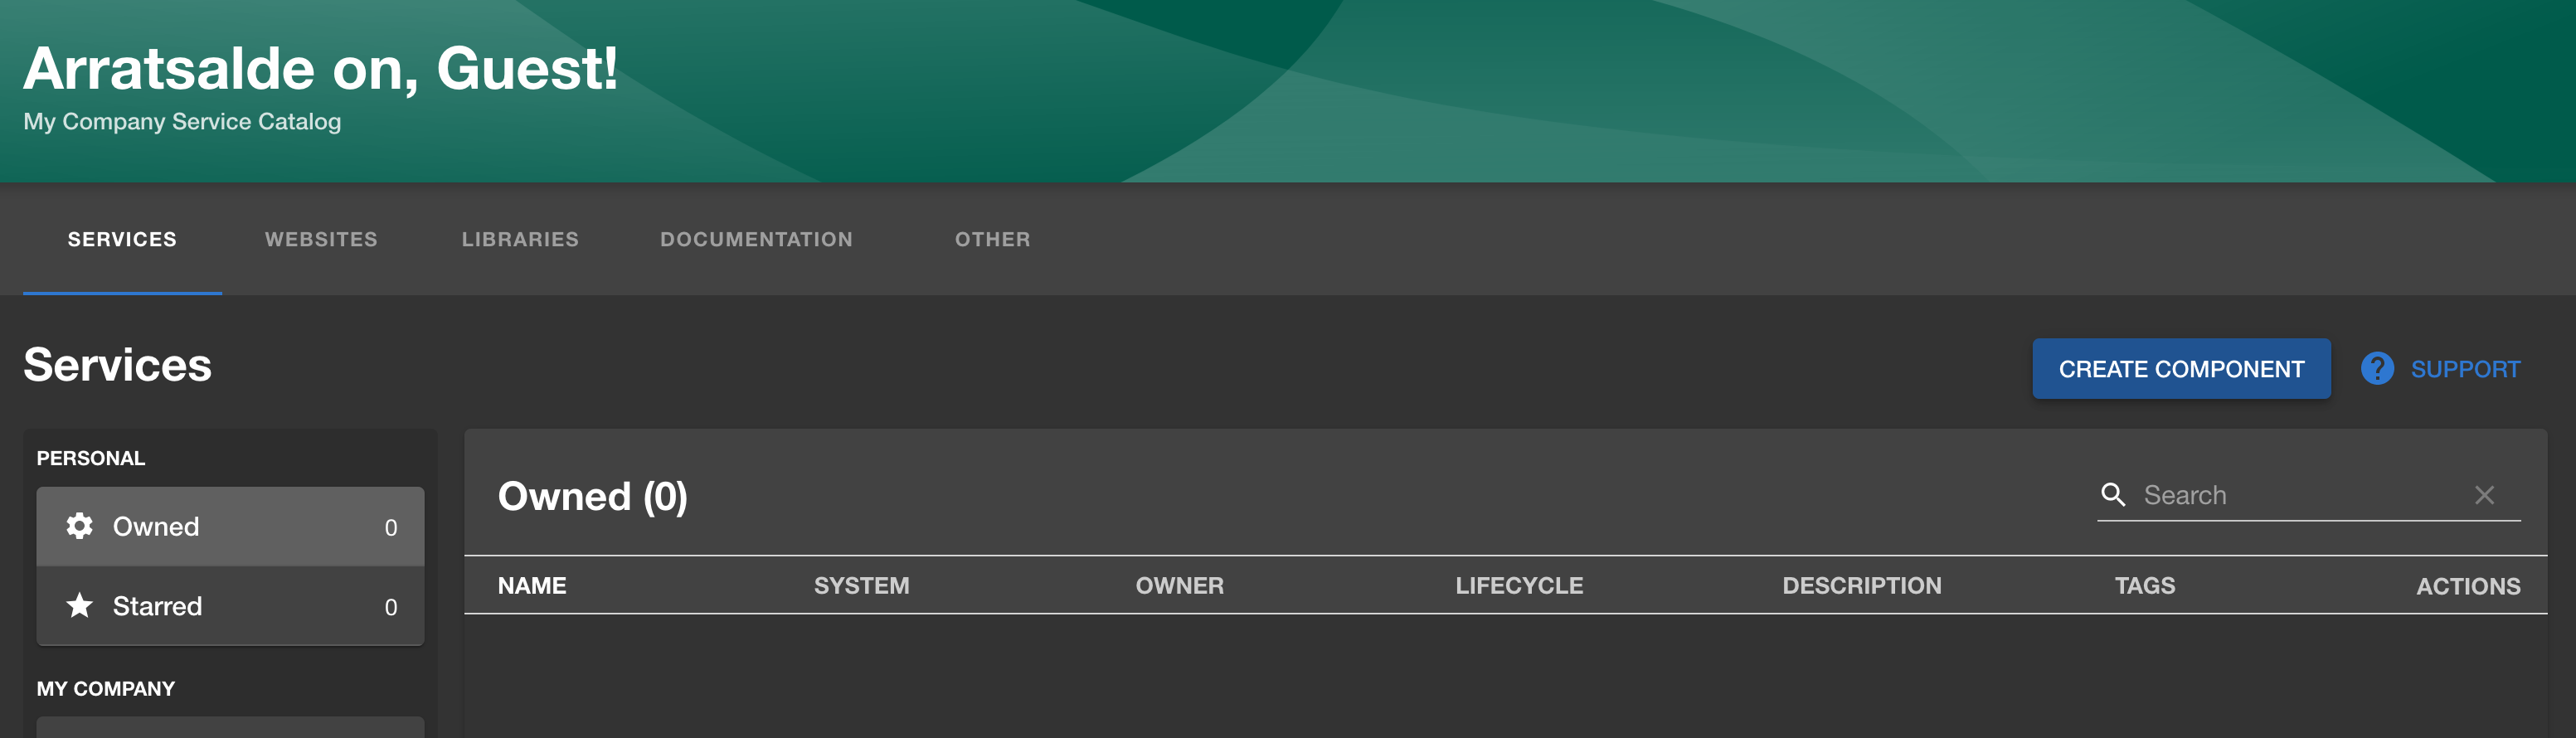 Arratsalde on, Guest!
My Company Service Catalog
SERVICES WEBSITES LIBRARIES DOCUMENTATION OTHER
Services
CREATE COMPONENT
SUPPORT
PERSONAL
Owned 0
Starred 0
MY COMPANY
Owned (0)
Search
NAME SYSTEM OWNER LIFECYCLE DESCRIPTION TAGS ACTIONS